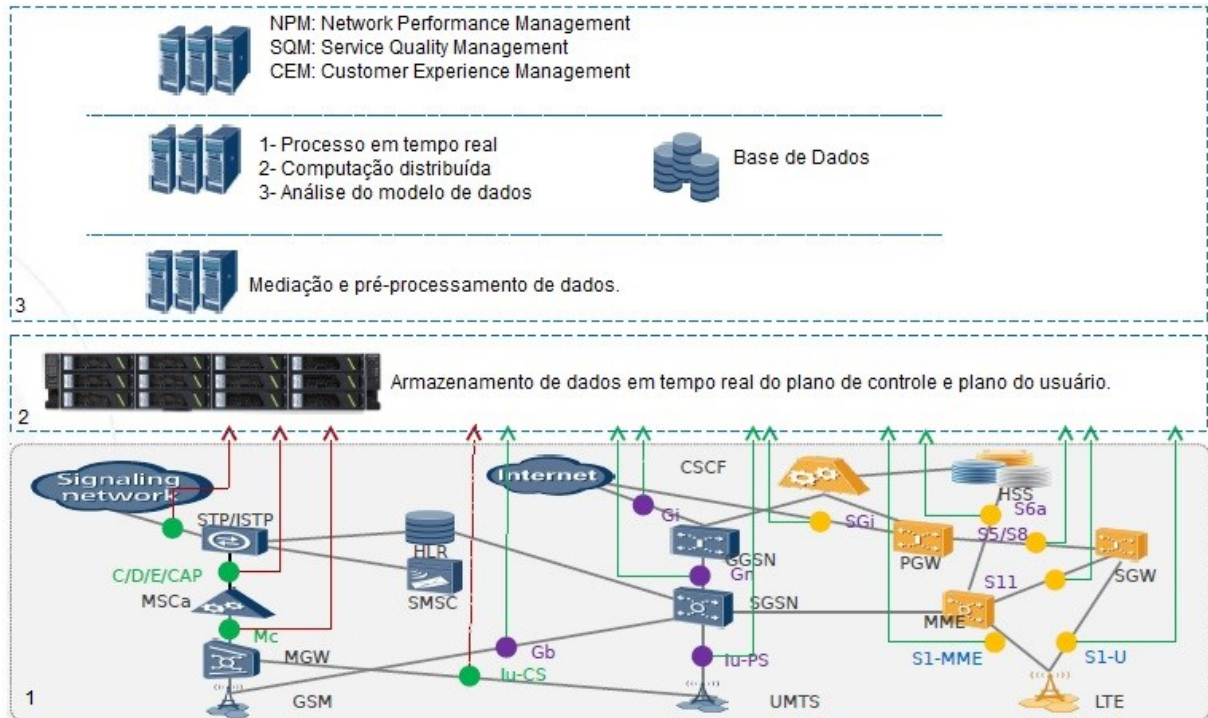 NPM: Network Performance Management
SQM: Service Quality Management
CEM: Customer Experience Management
1- Processo em tempo real
2- Computação distribuída
3- Análise do modelo de dados
Base de Dados
Mediação e pré-processamento de dados.
3
Armazenamento de dados em tempo real do plano de controle e plano do usuário.
2
Signaling
network
Internet
CSCF
HSS
STP/ISTP
Gi
SGi
S6a
S5/S8
HLR
GGSN
PGW
SGW
C/D/E/CAP
Gn
S11
MSCa
SMSC
SGSN
MME
Mc
MGW
Gb
Iu-CS
Iu-PS
S1-MME
S1-U
1
GSM
UMTS
LTE